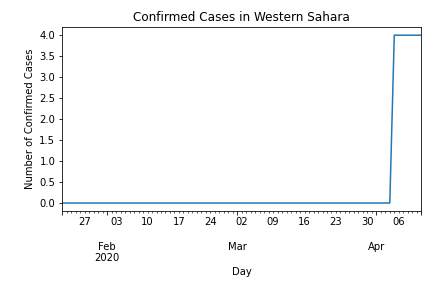 Confirmed Cases in Western Sahara
4.0
3.5
3.0
2.5
2.0
1.5
1.0
0.5
0.0
Number of Confirmed Cases
27 03 10 17 24 02 09 16 23 30 06
Feb Mar Apr
2020
Day